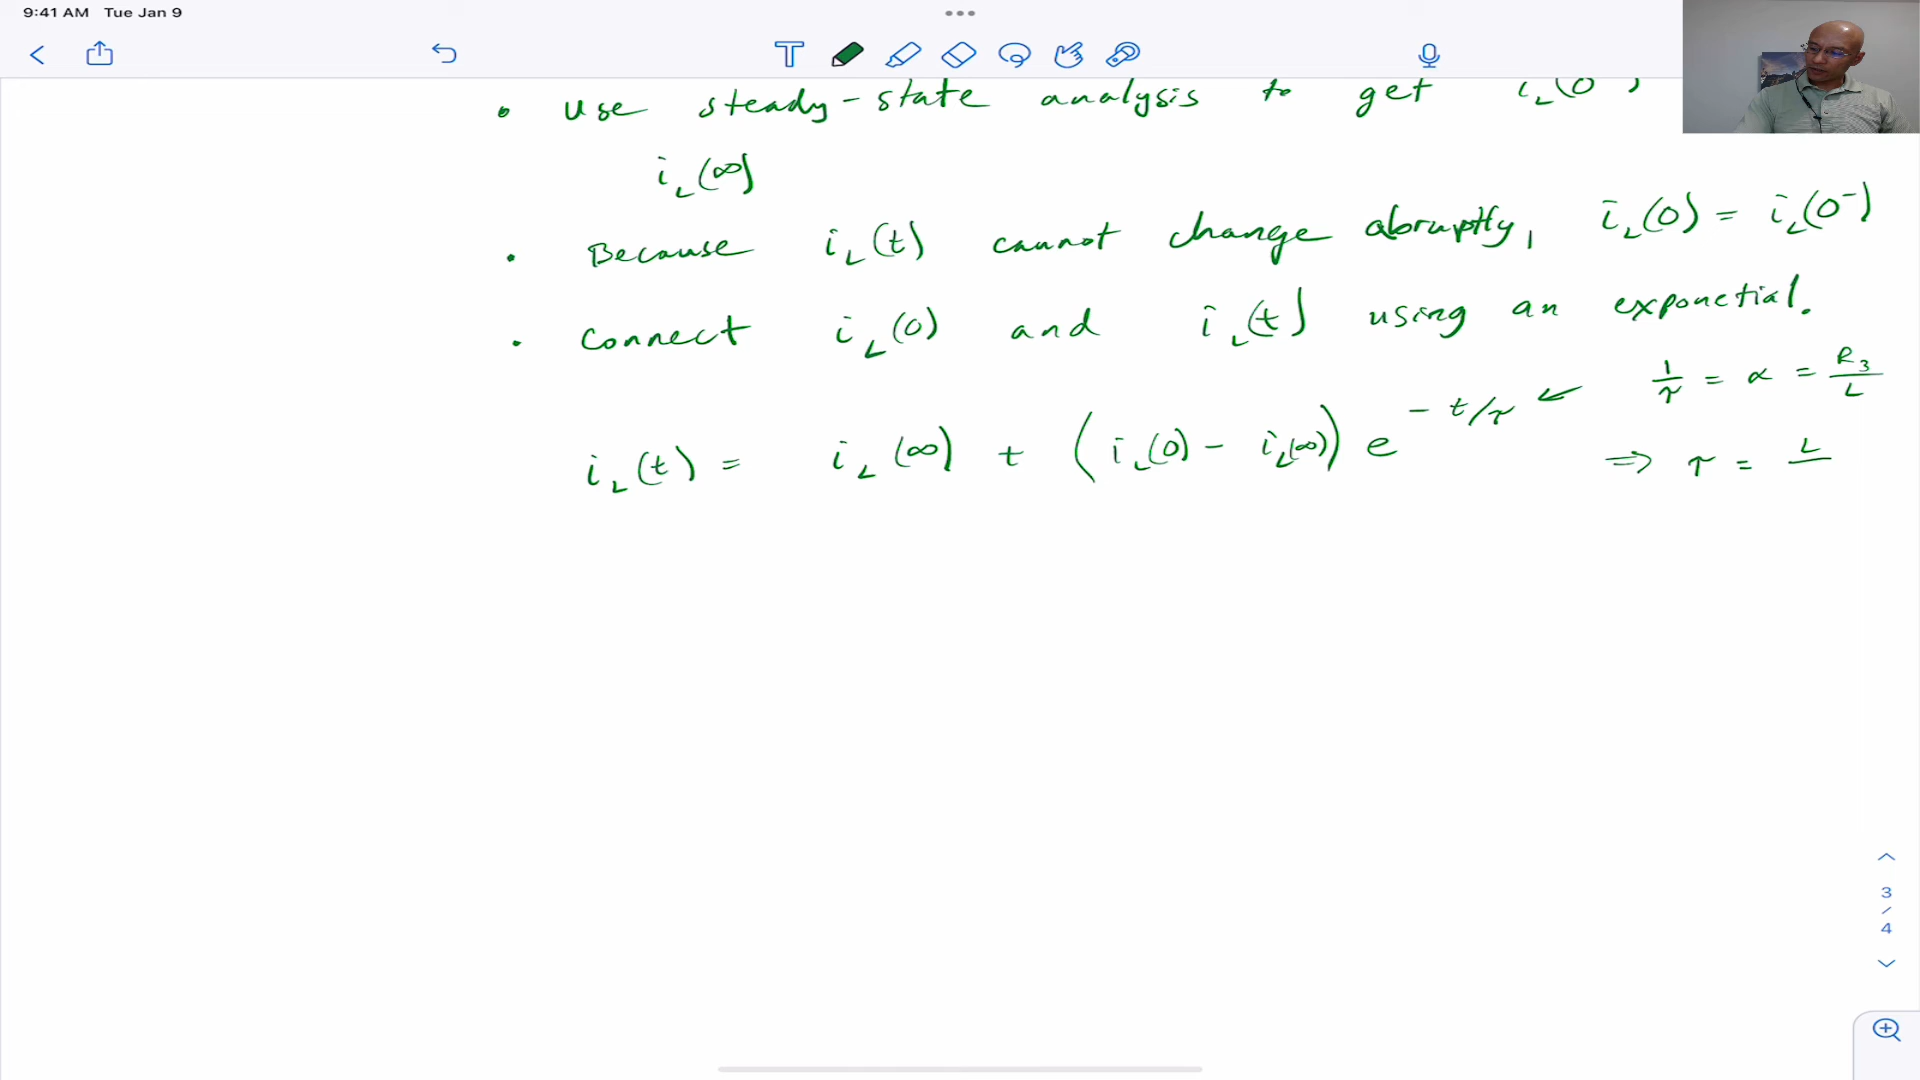 9:41 AM Tue Jan 9
• Use steady-state analysis to get i_L(0
i_L(∞)
• Because i_L(t) cannot change abruptly, i_L(0) = i_L(0⁻)
• Connect i_L(0) and i_L(t) using an exponetial.
1/τ = α = R₃/L
i_L(t) = i_L(∞) + (i_L(0) - i_L(∞)) e^{-t/τ} ←
⇒ τ = L/
3
/
4